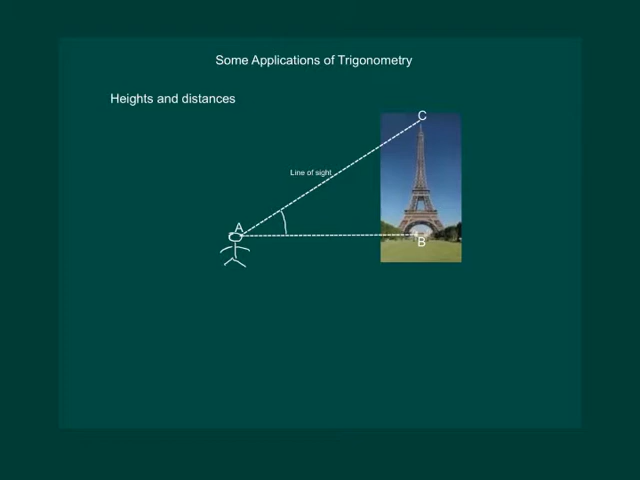 Some Applications of Trigonometry
Heights and distances
C
Line of sight
A
B